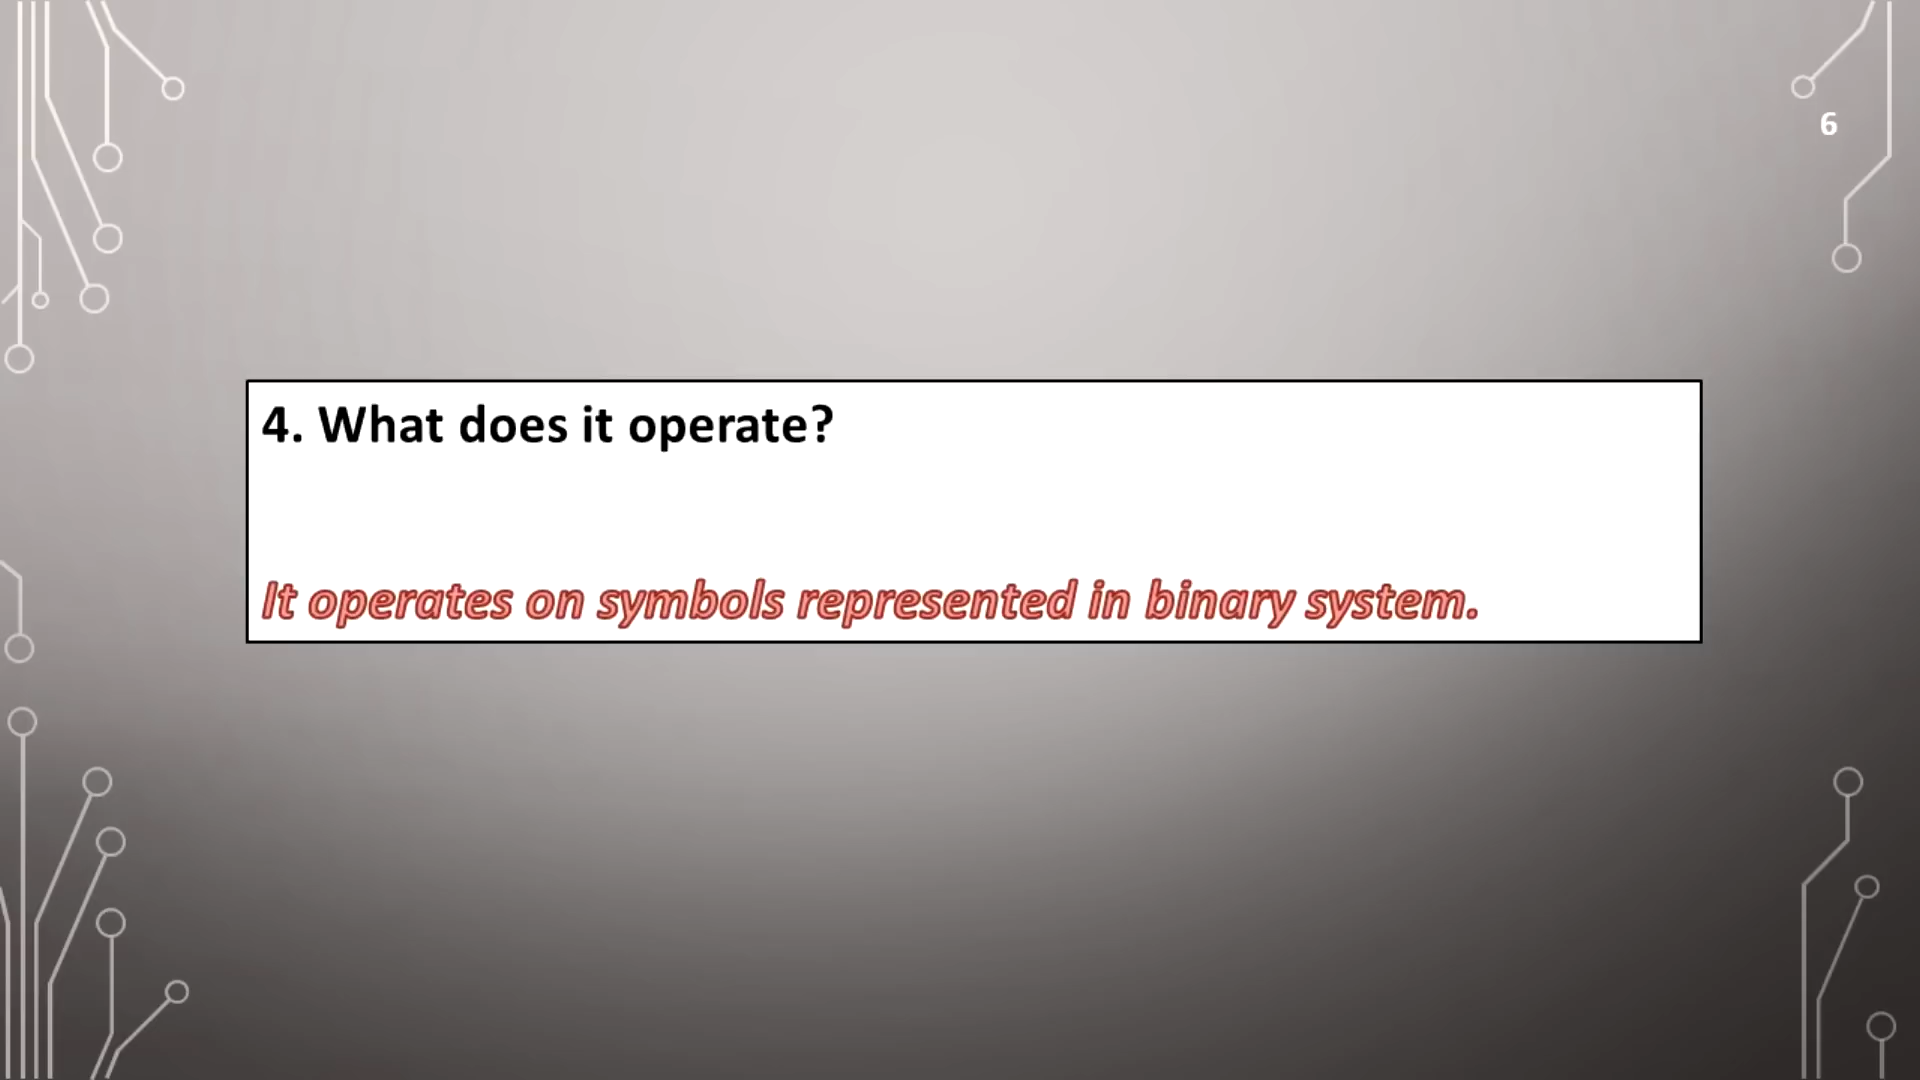 6
4. What does it operate?
It operates on symbols represented in binary system.